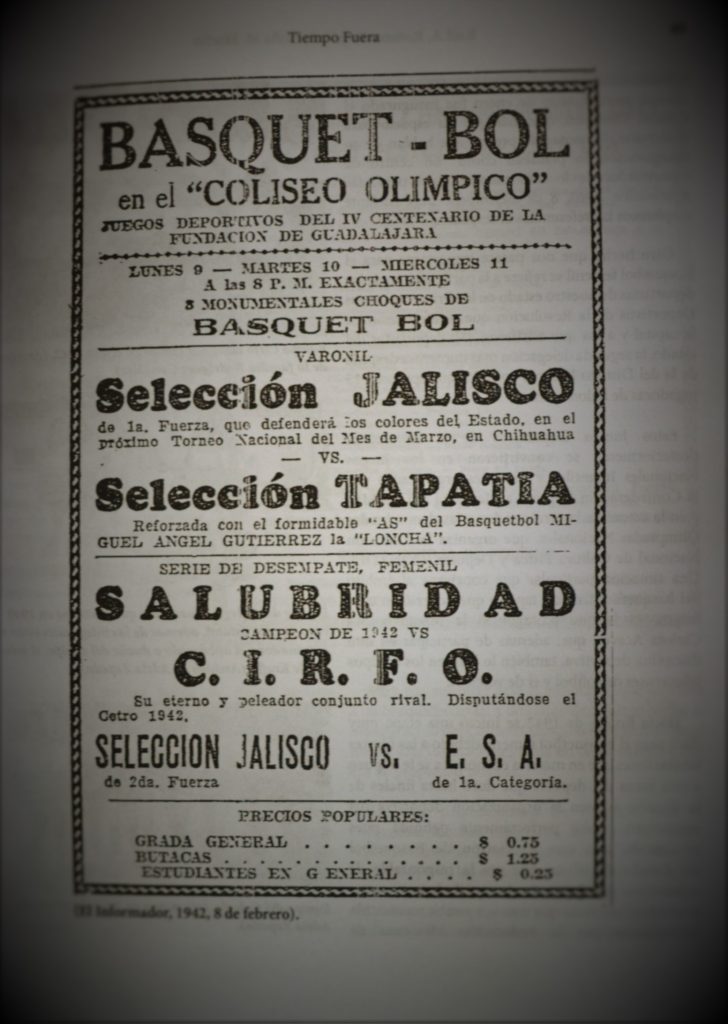 Tiempo Fuera
BASQUET - BOL
en el "COLISEO OLIMPICO"
JUEGOS DEPORTIVOS DEL IV CENTENARIO DE LA
FUNDACION DE GUADALAJARA
LUNES 9 — MARTES 10 — MIERCOLES 11
A las 8 P. M. EXACTAMENTE
3 MONUMENTALES CHOQUES DE
BASQUET BOL
VARONIL
Selección JALISCO
de 1a. Fuerza, que defenderá los colores del Estado, en el
próximo Torneo Nacional del Mes de Marzo, en Chihuahua
— VS. —
Selección TAPATIA
Reforzada con el formidable "AS" del Basquetbol MI-
GUEL ANGEL GUTIERREZ la "LONCHA".
SERIE DE DESEMPATE, FEMENIL
SALUBRIDAD
CAMPEON DE 1942 VS
C. I. R. F. O.
Su eterno y peleador conjunto rival. Disputándose el
Cetro 1942.
SELECCION JALISCO vs. E. S. A.
de 2da. Fuerza de 1a. Categoría.
PRECIOS POPULARES:
GRADA GENERAL . . . . . . . . . $ 0.75
BUTACAS . . . . . . . . . . . . . $ 1.25
ESTUDIANTES EN G ENERAL . . . . $ 0.25
(El Informador, 1942, 8 de febrero).